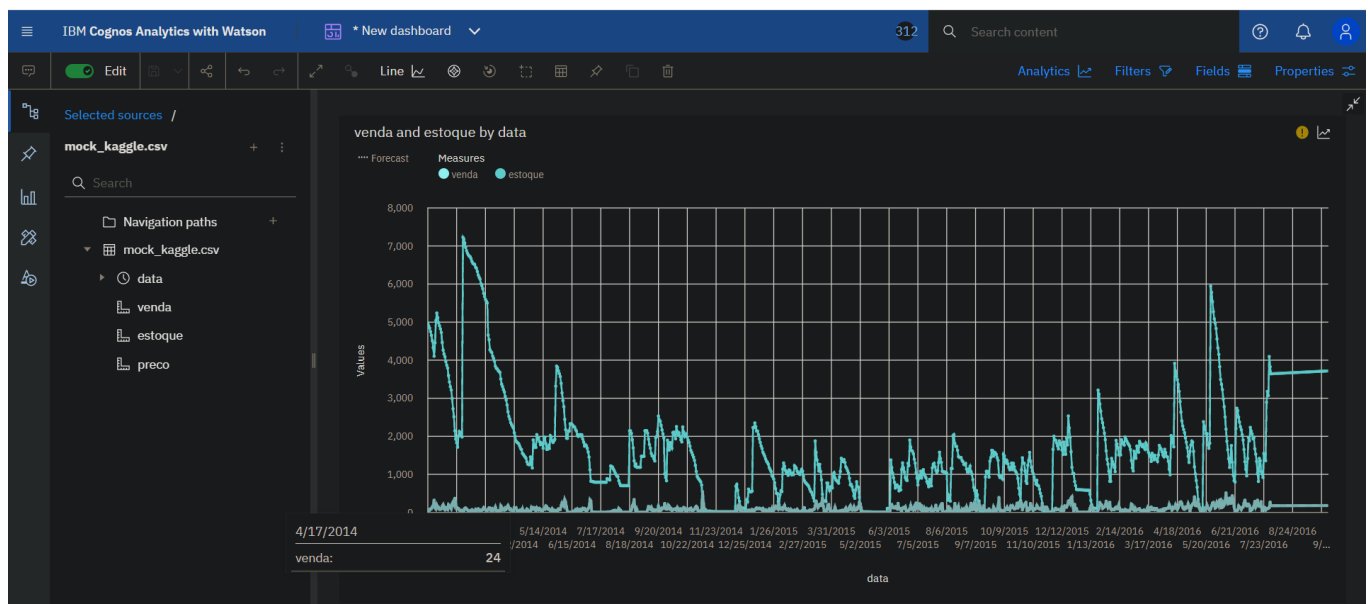 IBM Cognos Analytics with Watson
* New dashboard
312
Search content
Edit
Line
Analytics
Filters
Fields
Properties
Selected sources /
mock_kaggle.csv
Search
Navigation paths
mock_kaggle.csv
data
venda
estoque
preco
venda and estoque by data
Forecast
Measures
venda
estoque
8,000
7,000
6,000
5,000
4,000
3,000
2,000
1,000
0
Values
5/14/2014 7/17/2014 9/20/2014 11/23/2014 1/26/2015 3/31/2015 6/3/2015 8/6/2015 10/9/2015 12/12/2015 2/14/2016 4/18/2016 6/21/2016 8/24/2016
/2014 6/15/2014 8/18/2014 10/22/2014 12/25/2014 2/27/2015 5/2/2015 7/5/2015 9/7/2015 11/10/2015 1/13/2016 3/17/2016 5/20/2016 7/23/2016 9/...
data
4/17/2014
venda: 24